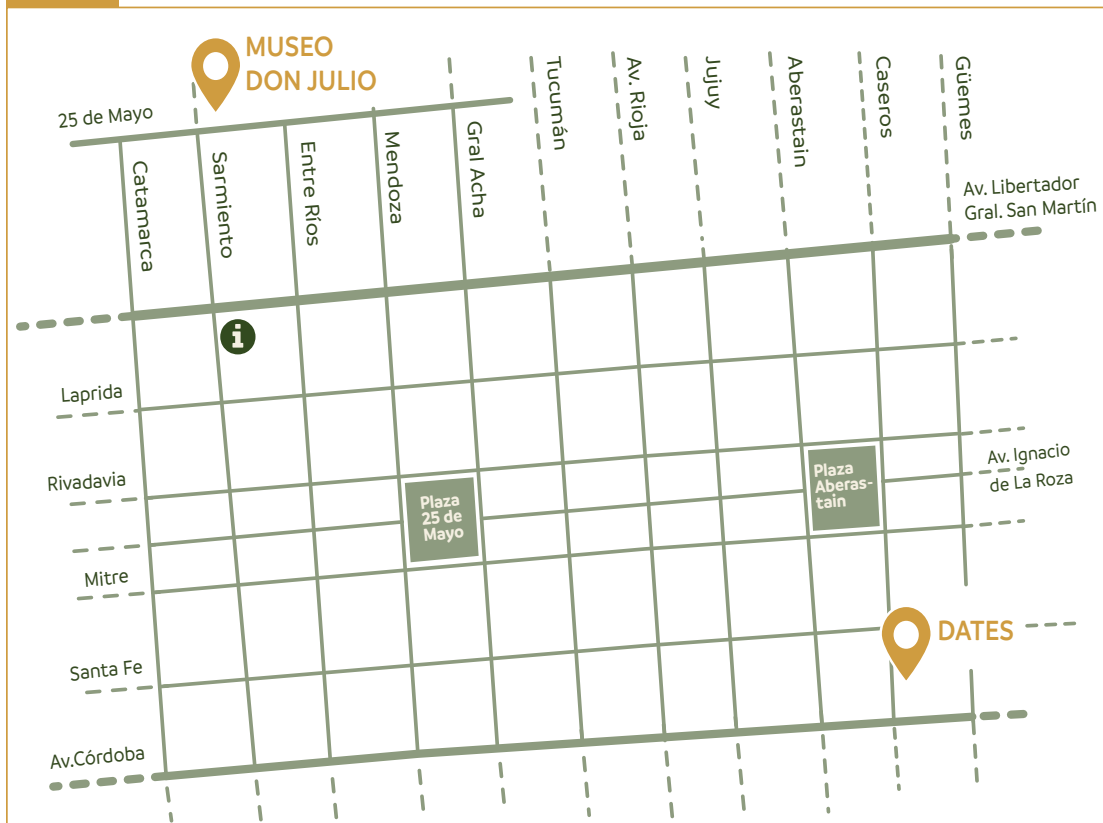 MUSEO
DON JULIO
25 de Mayo
Catamarca
Sarmiento
Entre Ríos
Mendoza
Gral Acha
Tucumán
Av. Rioja
Jujuy
Aberastain
Caseros
Güemes
Av. Libertador
Gral. San Martín
i
Laprida
Rivadavia
Plaza
25 de
Mayo
Plaza
Aberas-
tain
Av. Ignacio
de La Roza
Mitre
DATES
Santa Fe
Av.Córdoba